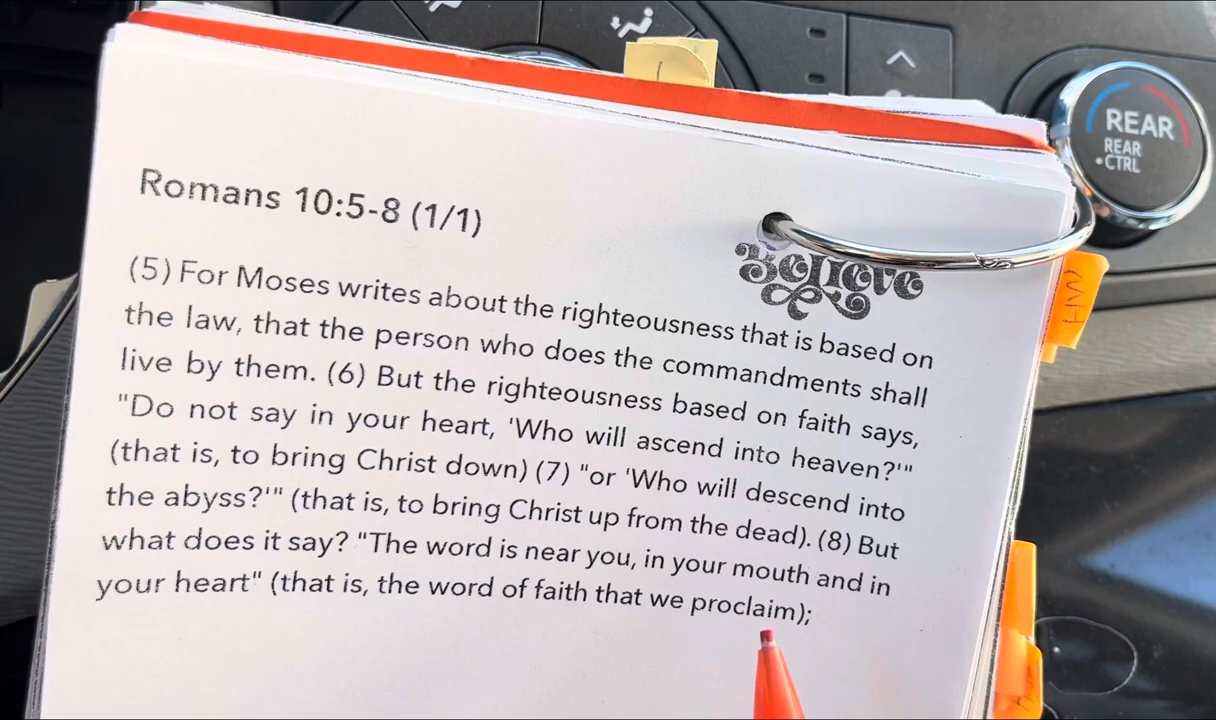 REAR
REAR
CTRL
HW
Romans 10:5-8 (1/1)
Believe
(5) For Moses writes about the righteousness that is based on
the law, that the person who does the commandments shall
live by them. (6) But the righteousness based on faith says,
"Do not say in your heart, 'Who will ascend into heaven?'"
(that is, to bring Christ down) (7) "or 'Who will descend into
the abyss?'" (that is, to bring Christ up from the dead). (8) But
what does it say? "The word is near you, in your mouth and in
your heart" (that is, the word of faith that we proclaim);